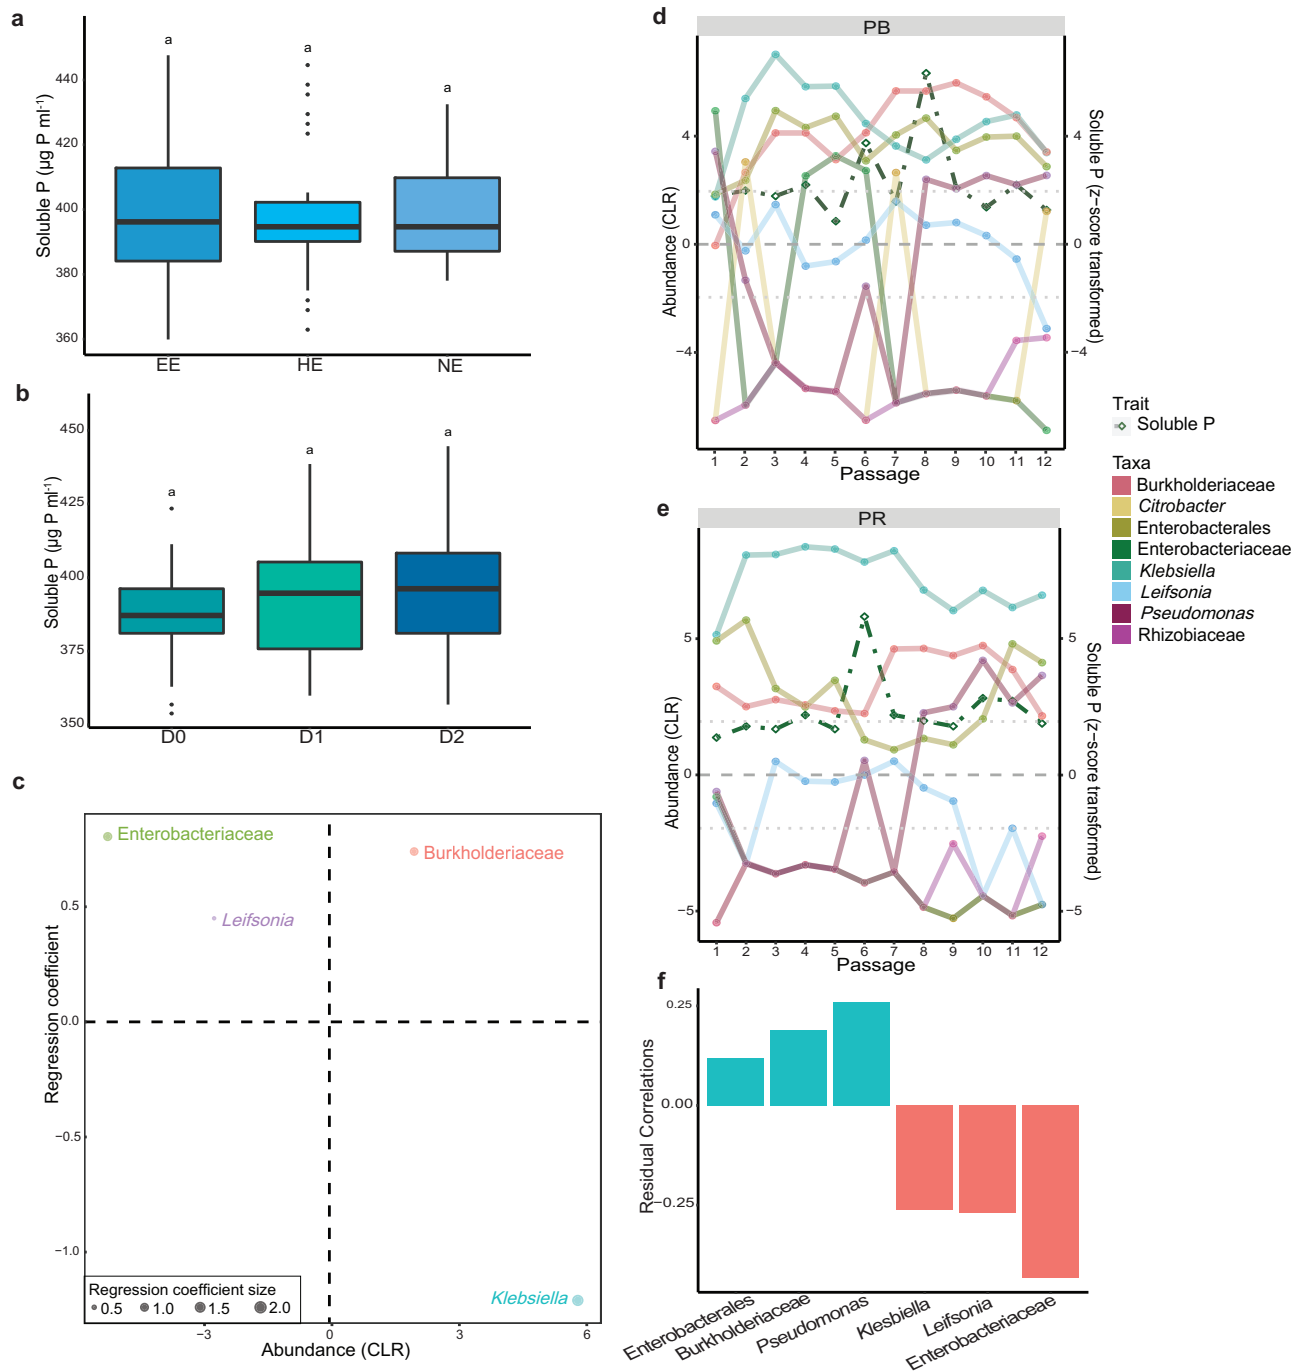 a
Soluble P (µg P ml⁻¹)
440
420
400
380
360
a
a
a
EE
HE
NE
b
Soluble P (µg P ml⁻¹)
450
425
400
375
350
a
a
a
D0
D1
D2
c
Regression coefficient
0.5
0.0
−0.5
−1.0
Enterobacteriaceae
Burkholderiaceae
Leifsonia
Klebsiella
Regression coefficient size
0.5 1.0 1.5 2.0
−3 0 3 6
Abundance (CLR)
d
PB
Abundance (CLR)
4
0
−4
4
0
−4
Soluble P (z−score transformed)
1 2 3 4 5 6 7 8 9 10 11 12
Passage
Trait
Soluble P
Taxa
Burkholderiaceae
Citrobacter
Enterobacterales
Enterobacteriaceae
Klebsiella
Leifsonia
Pseudomonas
Rhizobiaceae
e
PR
Abundance (CLR)
5
0
−5
5
0
−5
Soluble P (z−score transformed)
1 2 3 4 5 6 7 8 9 10 11 12
Passage
f
Residual Correlations
0.25
0.00
−0.25
Enterobacterales
Burkholderiaceae
Pseudomonas
Klesbiella
Leifsonia
Enterobacteriaceae